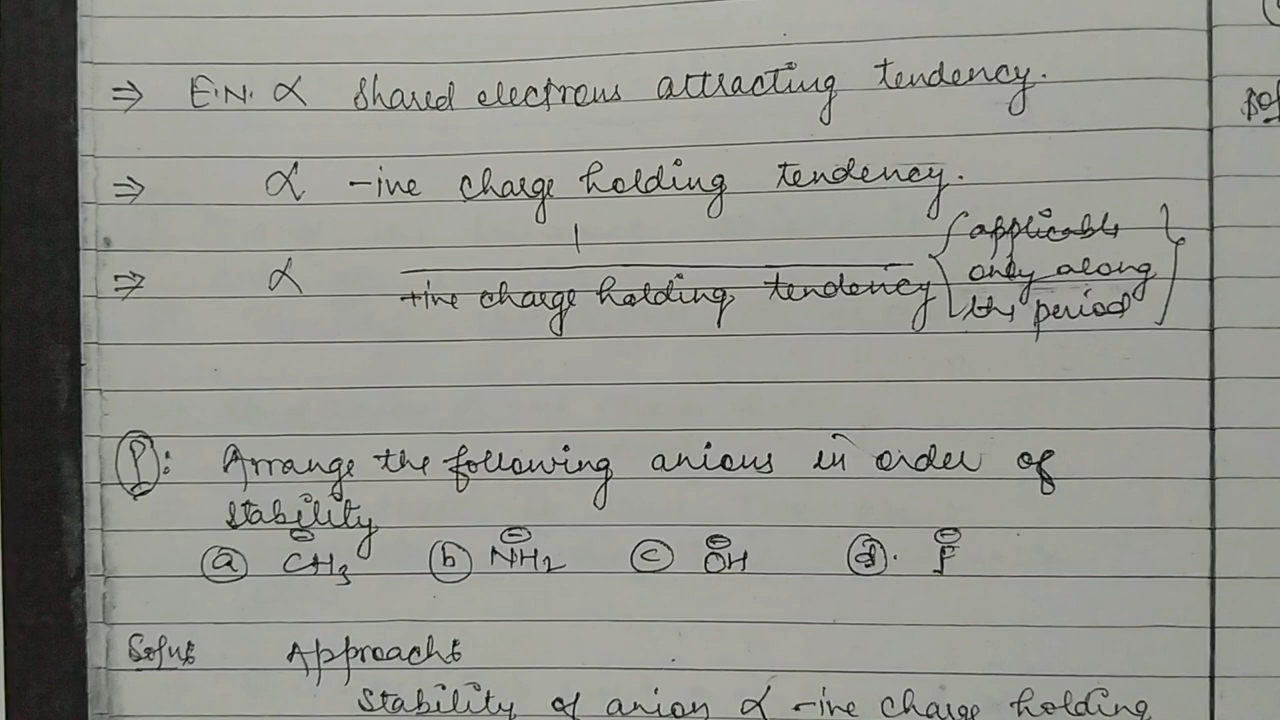 ⇒ E.N. α shared electrons attracting tendency.
⇒ α -ive charge holding tendency.
⇒ α 1 / +ive charge holding tendency { applicable only along the period }
(P): Arrange the following anions in order of
stability
(a) CH3⊖ (b) NH2⊖ (c) OH⊖ (d). F⊖
Approach
stability of anion α -ive charge holding